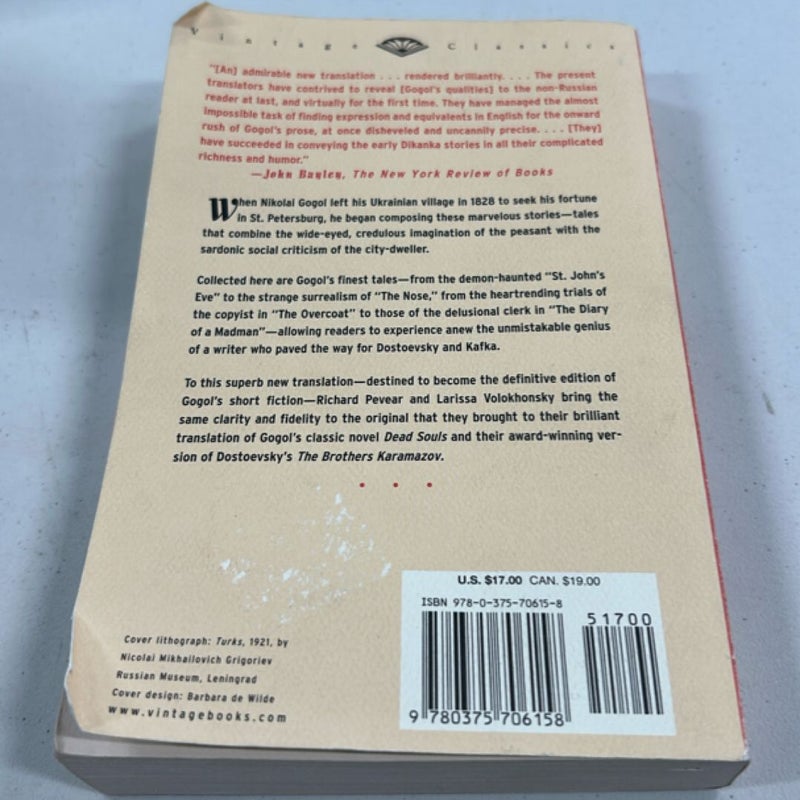 Vintage Classics
"[An] admirable new translation . . . rendered brilliantly. . . . The present
translators have contrived to reveal [Gogol's qualities] to the non-Russian
reader at last, and virtually for the first time. They have managed the almost
impossible task of finding expression and equivalents in English for the onward
rush of Gogol's prose, at once disheveled and uncannily precise. . . . [They]
have succeeded in conveying the early Dikanka stories in all their complicated
richness and humor."
—John Bayley, The New York Review of Books
When Nikolai Gogol left his Ukrainian village in 1828 to seek his fortune
in St. Petersburg, he began composing these marvelous stories—tales
that combine the wide-eyed, credulous imagination of the peasant with the
sardonic social criticism of the city-dweller.
Collected here are Gogol's finest tales—from the demon-haunted "St. John's
Eve" to the strange surrealism of "The Nose," from the heartrending trials of
the copyist in "The Overcoat" to those of the delusional clerk in "The Diary
of a Madman"—allowing readers to experience anew the unmistakable genius
of a writer who paved the way for Dostoevsky and Kafka.
To this superb new translation—destined to become the definitive edition of
Gogol's short fiction—Richard Pevear and Larissa Volokhonsky bring the
same clarity and fidelity to the original that they brought to their brilliant
translation of Gogol's classic novel Dead Souls and their award-winning ver-
sion of Dostoevsky's The Brothers Karamazov.
• • •
U.S. $17.00 CAN. $19.00
ISBN 978-0-375-70615-8
51700
9 780375 706158
Cover lithograph: Turks, 1921, by
Nicolai Mikhailovich Grigoriev
Russian Museum, Leningrad
Cover design: Barbara de Wilde
www.vintagebooks.com